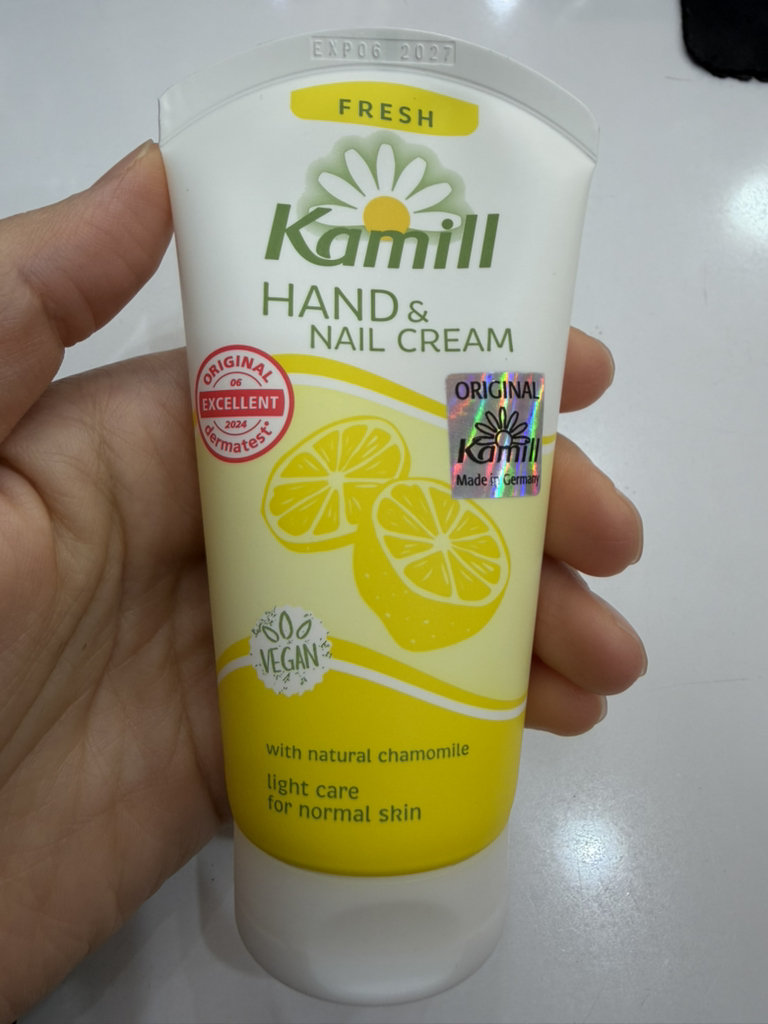 EXP06 2027
FRESH
Kamill
HAND &
NAIL CREAM
ORIGINAL
06
EXCELLENT
2024
dermatest®
ORIGINAL
Kamill
Made in Germany
VEGAN
with natural chamomile
light care
for normal skin